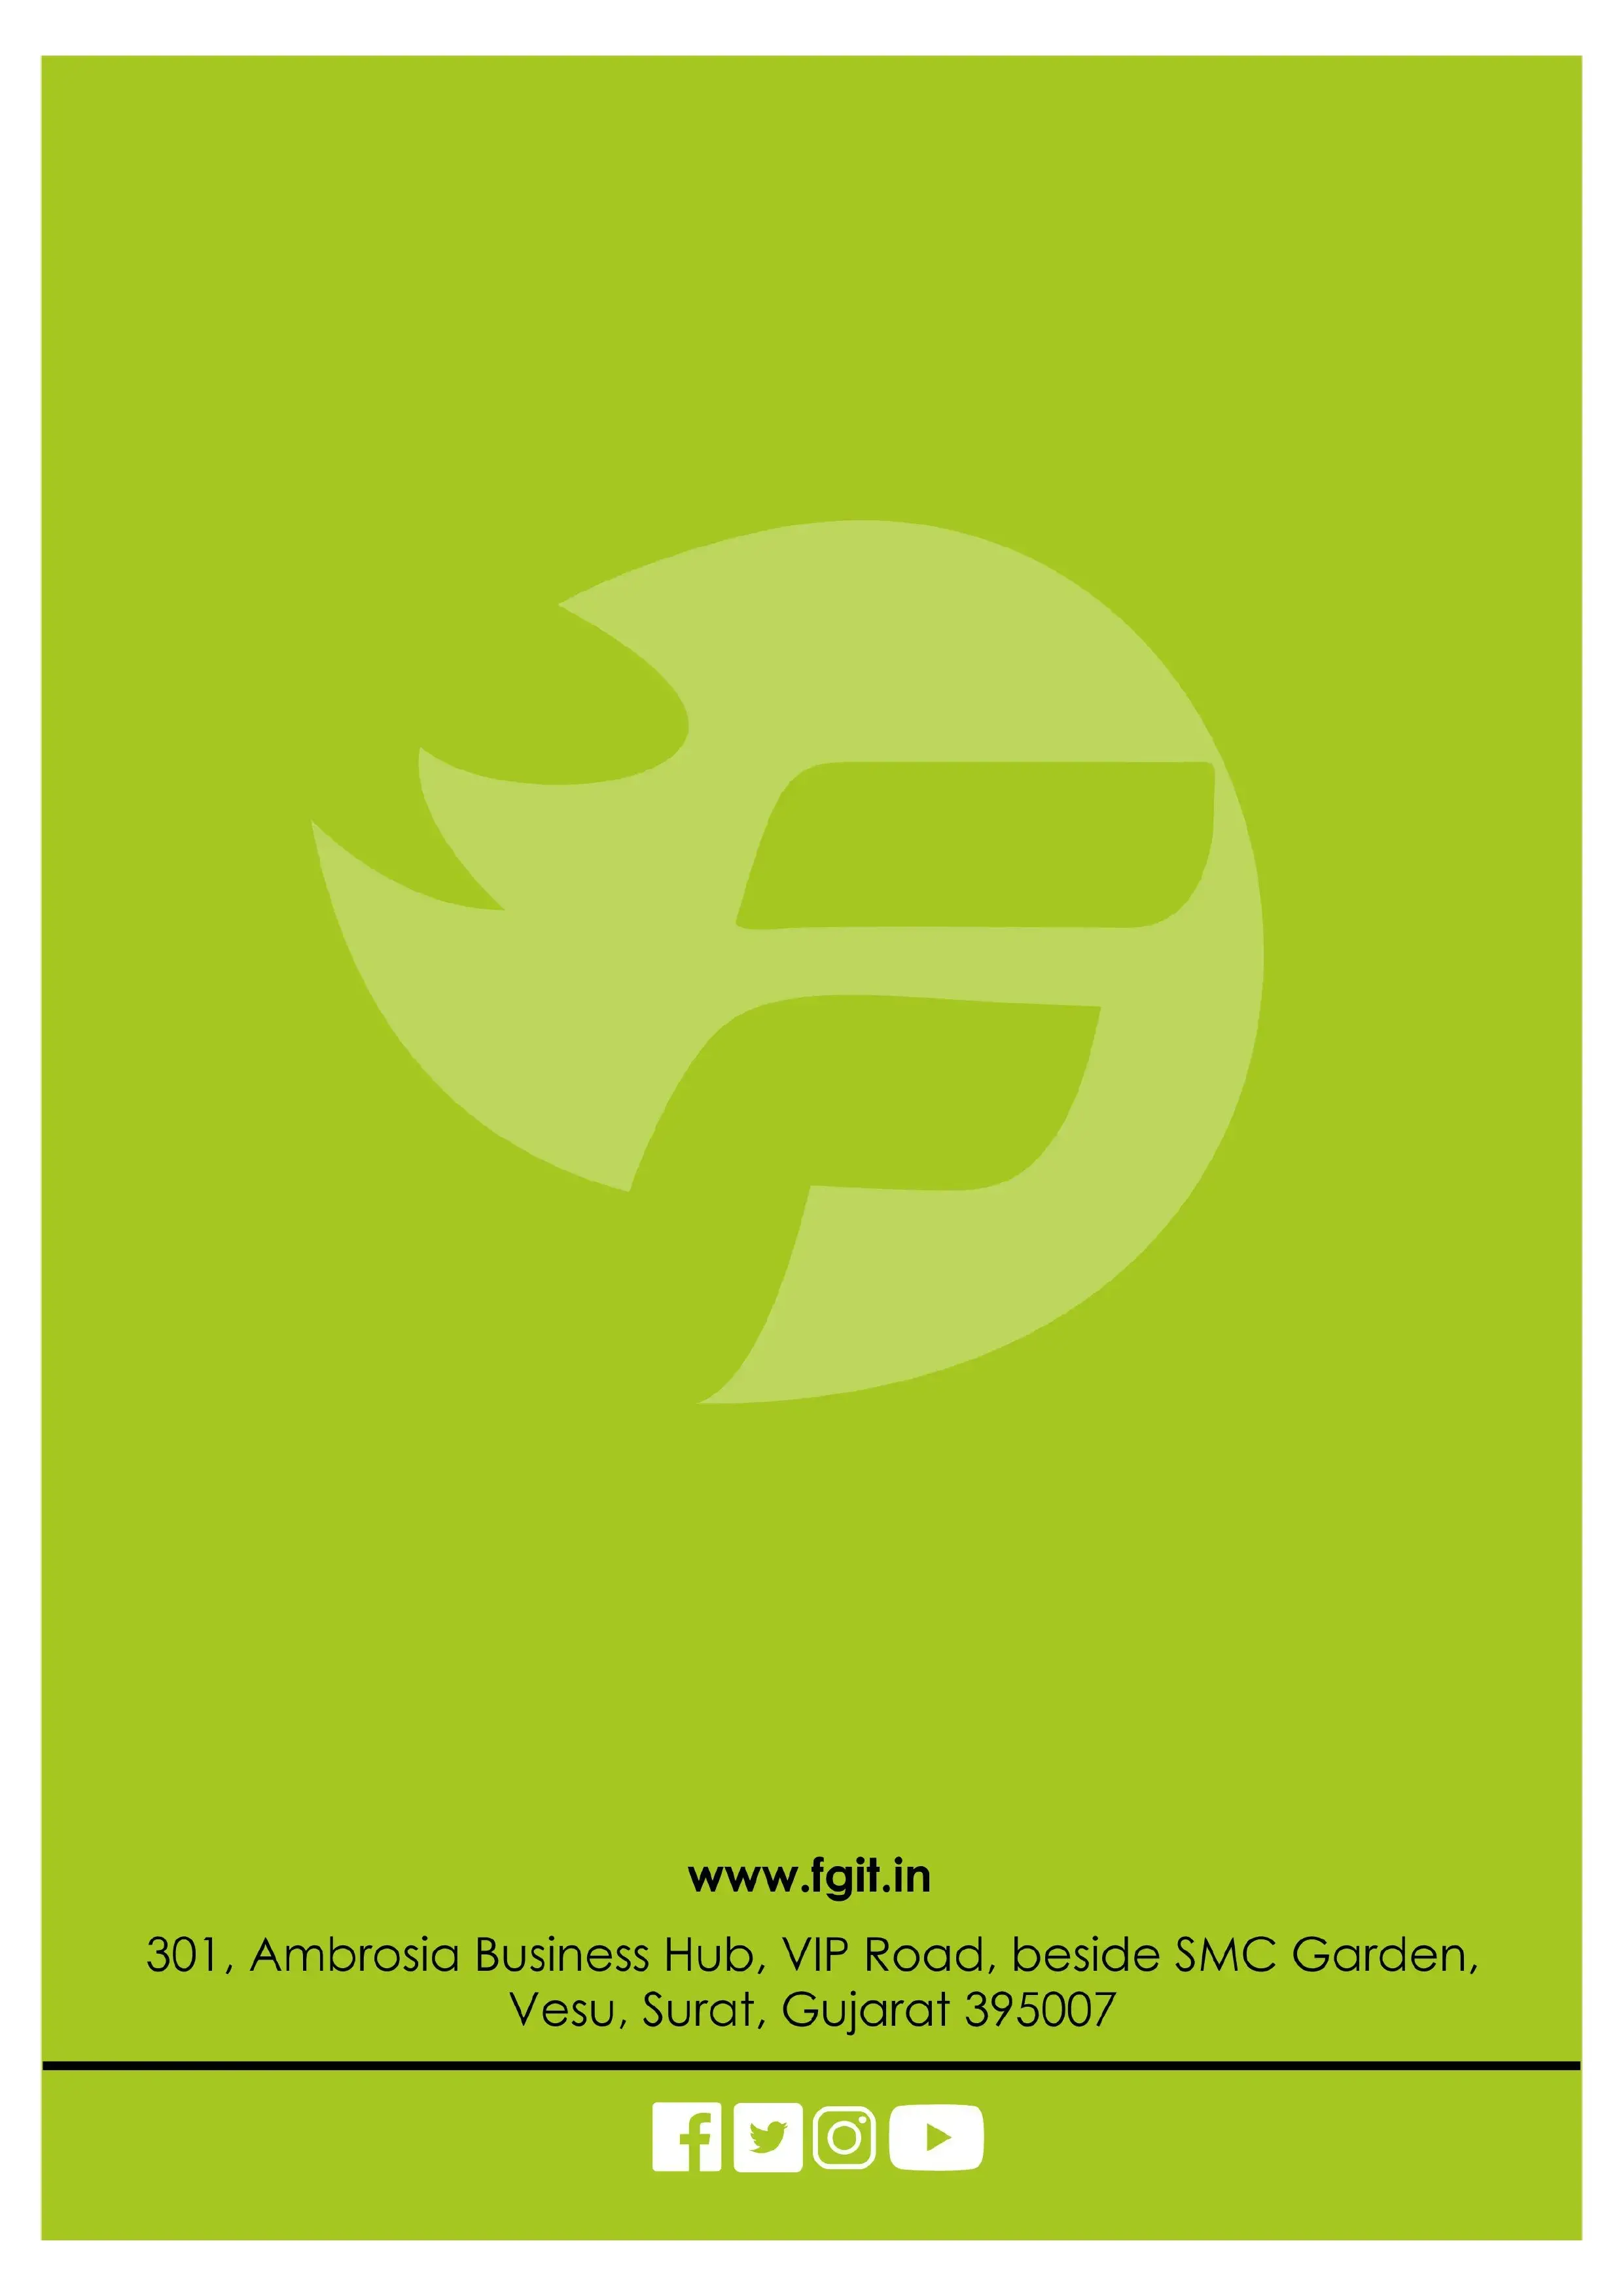 www.fgit.in
301, Ambrosia Business Hub, VIP Road, beside SMC Garden,
Vesu, Surat, Gujarat 395007